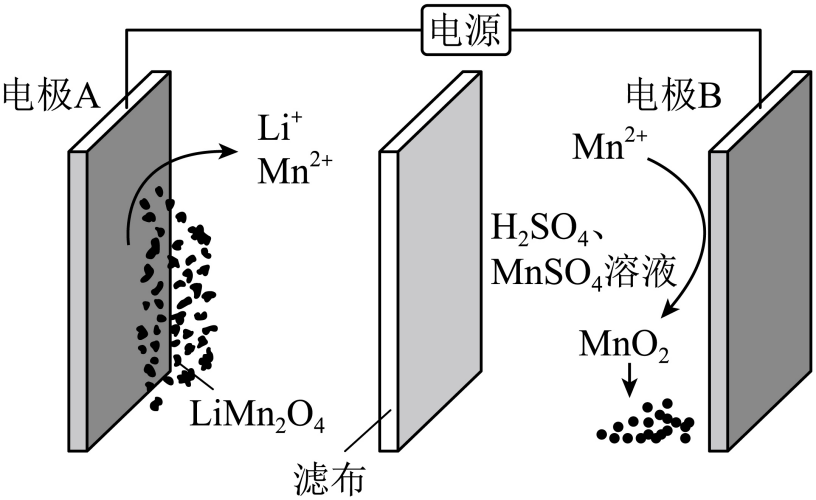 电源
电极A
电极B
Li⁺
Mn²⁺
Mn²⁺
H₂SO₄、
MnSO₄溶液
MnO₂
LiMn₂O₄
滤布